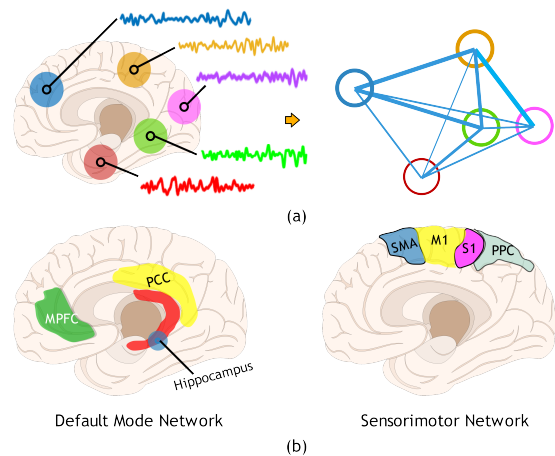 (a)
SMA
M1
S1
PPC
PCC
MPFC
Hippocampus
Default Mode Network
Sensorimotor Network
(b)